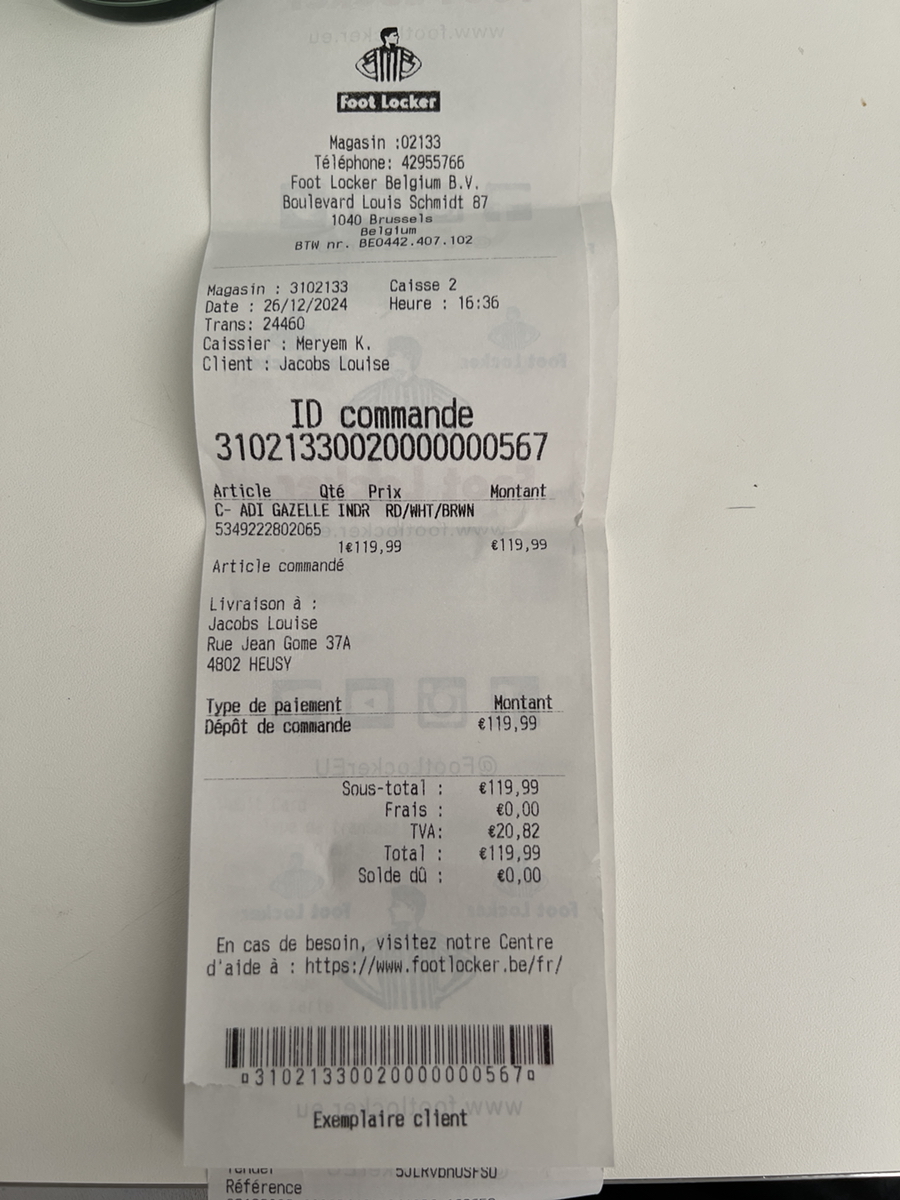 Foot Locker
Magasin :02133
Téléphone: 42955766
Foot Locker Belgium B.V.
Boulevard Louis Schmidt 87
1040 Brussels
Belgium
BTW nr. BE0442.407.102
Magasin : 3102133 Caisse 2
Date : 26/12/2024 Heure : 16:36
Trans: 24460
Caissier : Meryem K.
Client : Jacobs Louise
ID commande
31021330020000000567
Article Qté Prix Montant
C- ADI GAZELLE INDR RD/WHT/BRWN
5349222802065
1€119,99 €119,99
Article commandé
Livraison à :
Jacobs Louise
Rue Jean Gome 37A
4802 HEUSY
Type de paiement Montant
Dépôt de commande €119,99
Sous-total : €119,99
Frais : €0,00
TVA: €20,82
Total : €119,99
Solde dû : €0,00
En cas de besoin, visitez notre Centre
d'aide à : https://www.footlocker.be/fr/
¤31021330020000000567¤
Exemplaire client
Référence